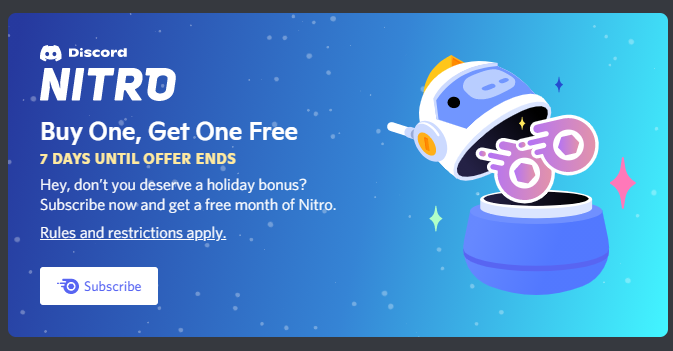 Discord
NITRO
Buy One, Get One Free
7 DAYS UNTIL OFFER ENDS
Hey, don't you deserve a holiday bonus?
Subscribe now and get a free month of Nitro.
Rules and restrictions apply.
Subscribe